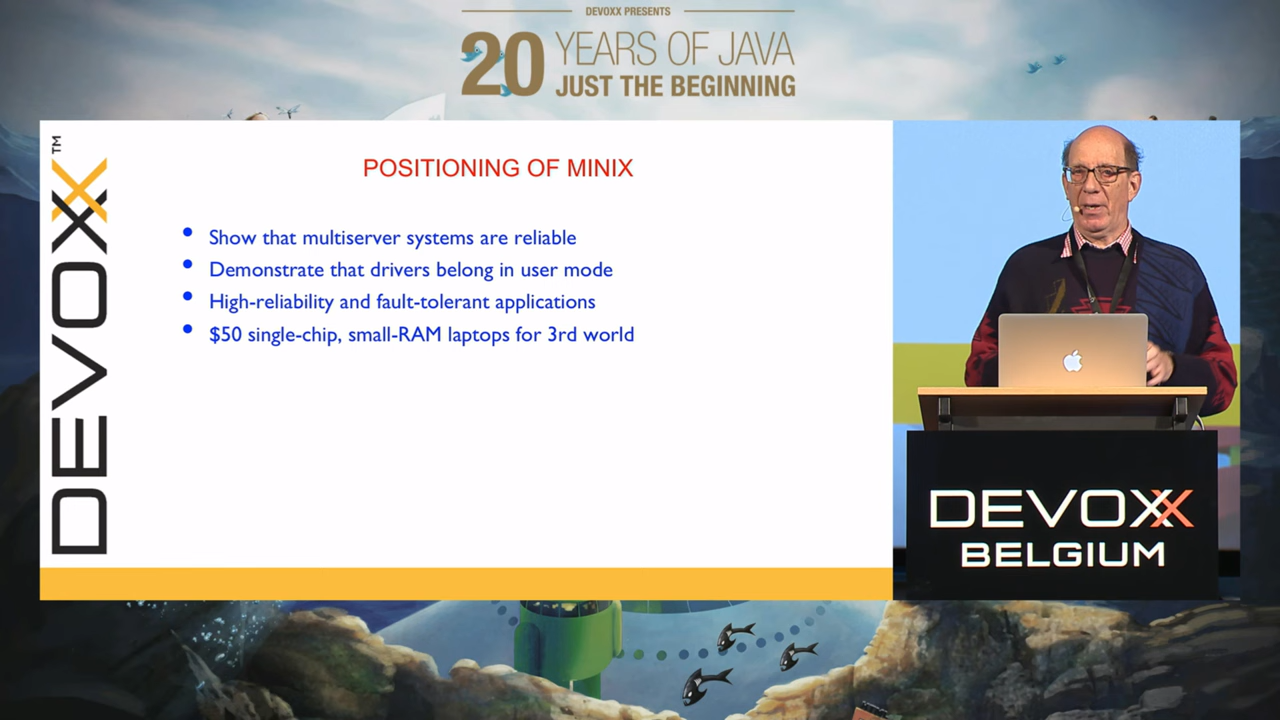 DEVOXX PRESENTS
20 YEARS OF JAVA
JUST THE BEGINNING
DEVOXX™
POSITIONING OF MINIX
• Show that multiserver systems are reliable
• Demonstrate that drivers belong in user mode
• High-reliability and fault-tolerant applications
• $50 single-chip, small-RAM laptops for 3rd world
DEVOXX
BELGIUM